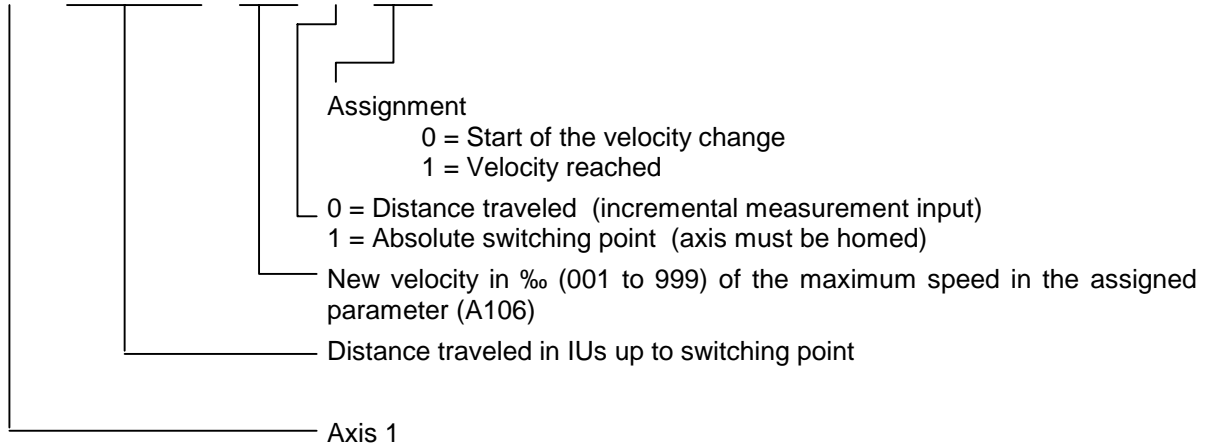 Assignment
0 = Start of the velocity change
1 = Velocity reached
0 = Distance traveled (incremental measurement input)
1 = Absolute switching point (axis must be homed)
New velocity in ‰ (001 to 999) of the maximum speed in the assigned
parameter (A106)
Distance traveled in IUs up to switching point
Axis 1